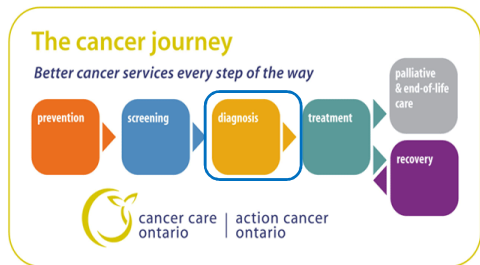 The cancer journey
Better cancer services every step of the way
prevention
screening
diagnosis
treatment
palliative
& end-of-life
care
recovery
cancer care
ontario
action cancer
ontario